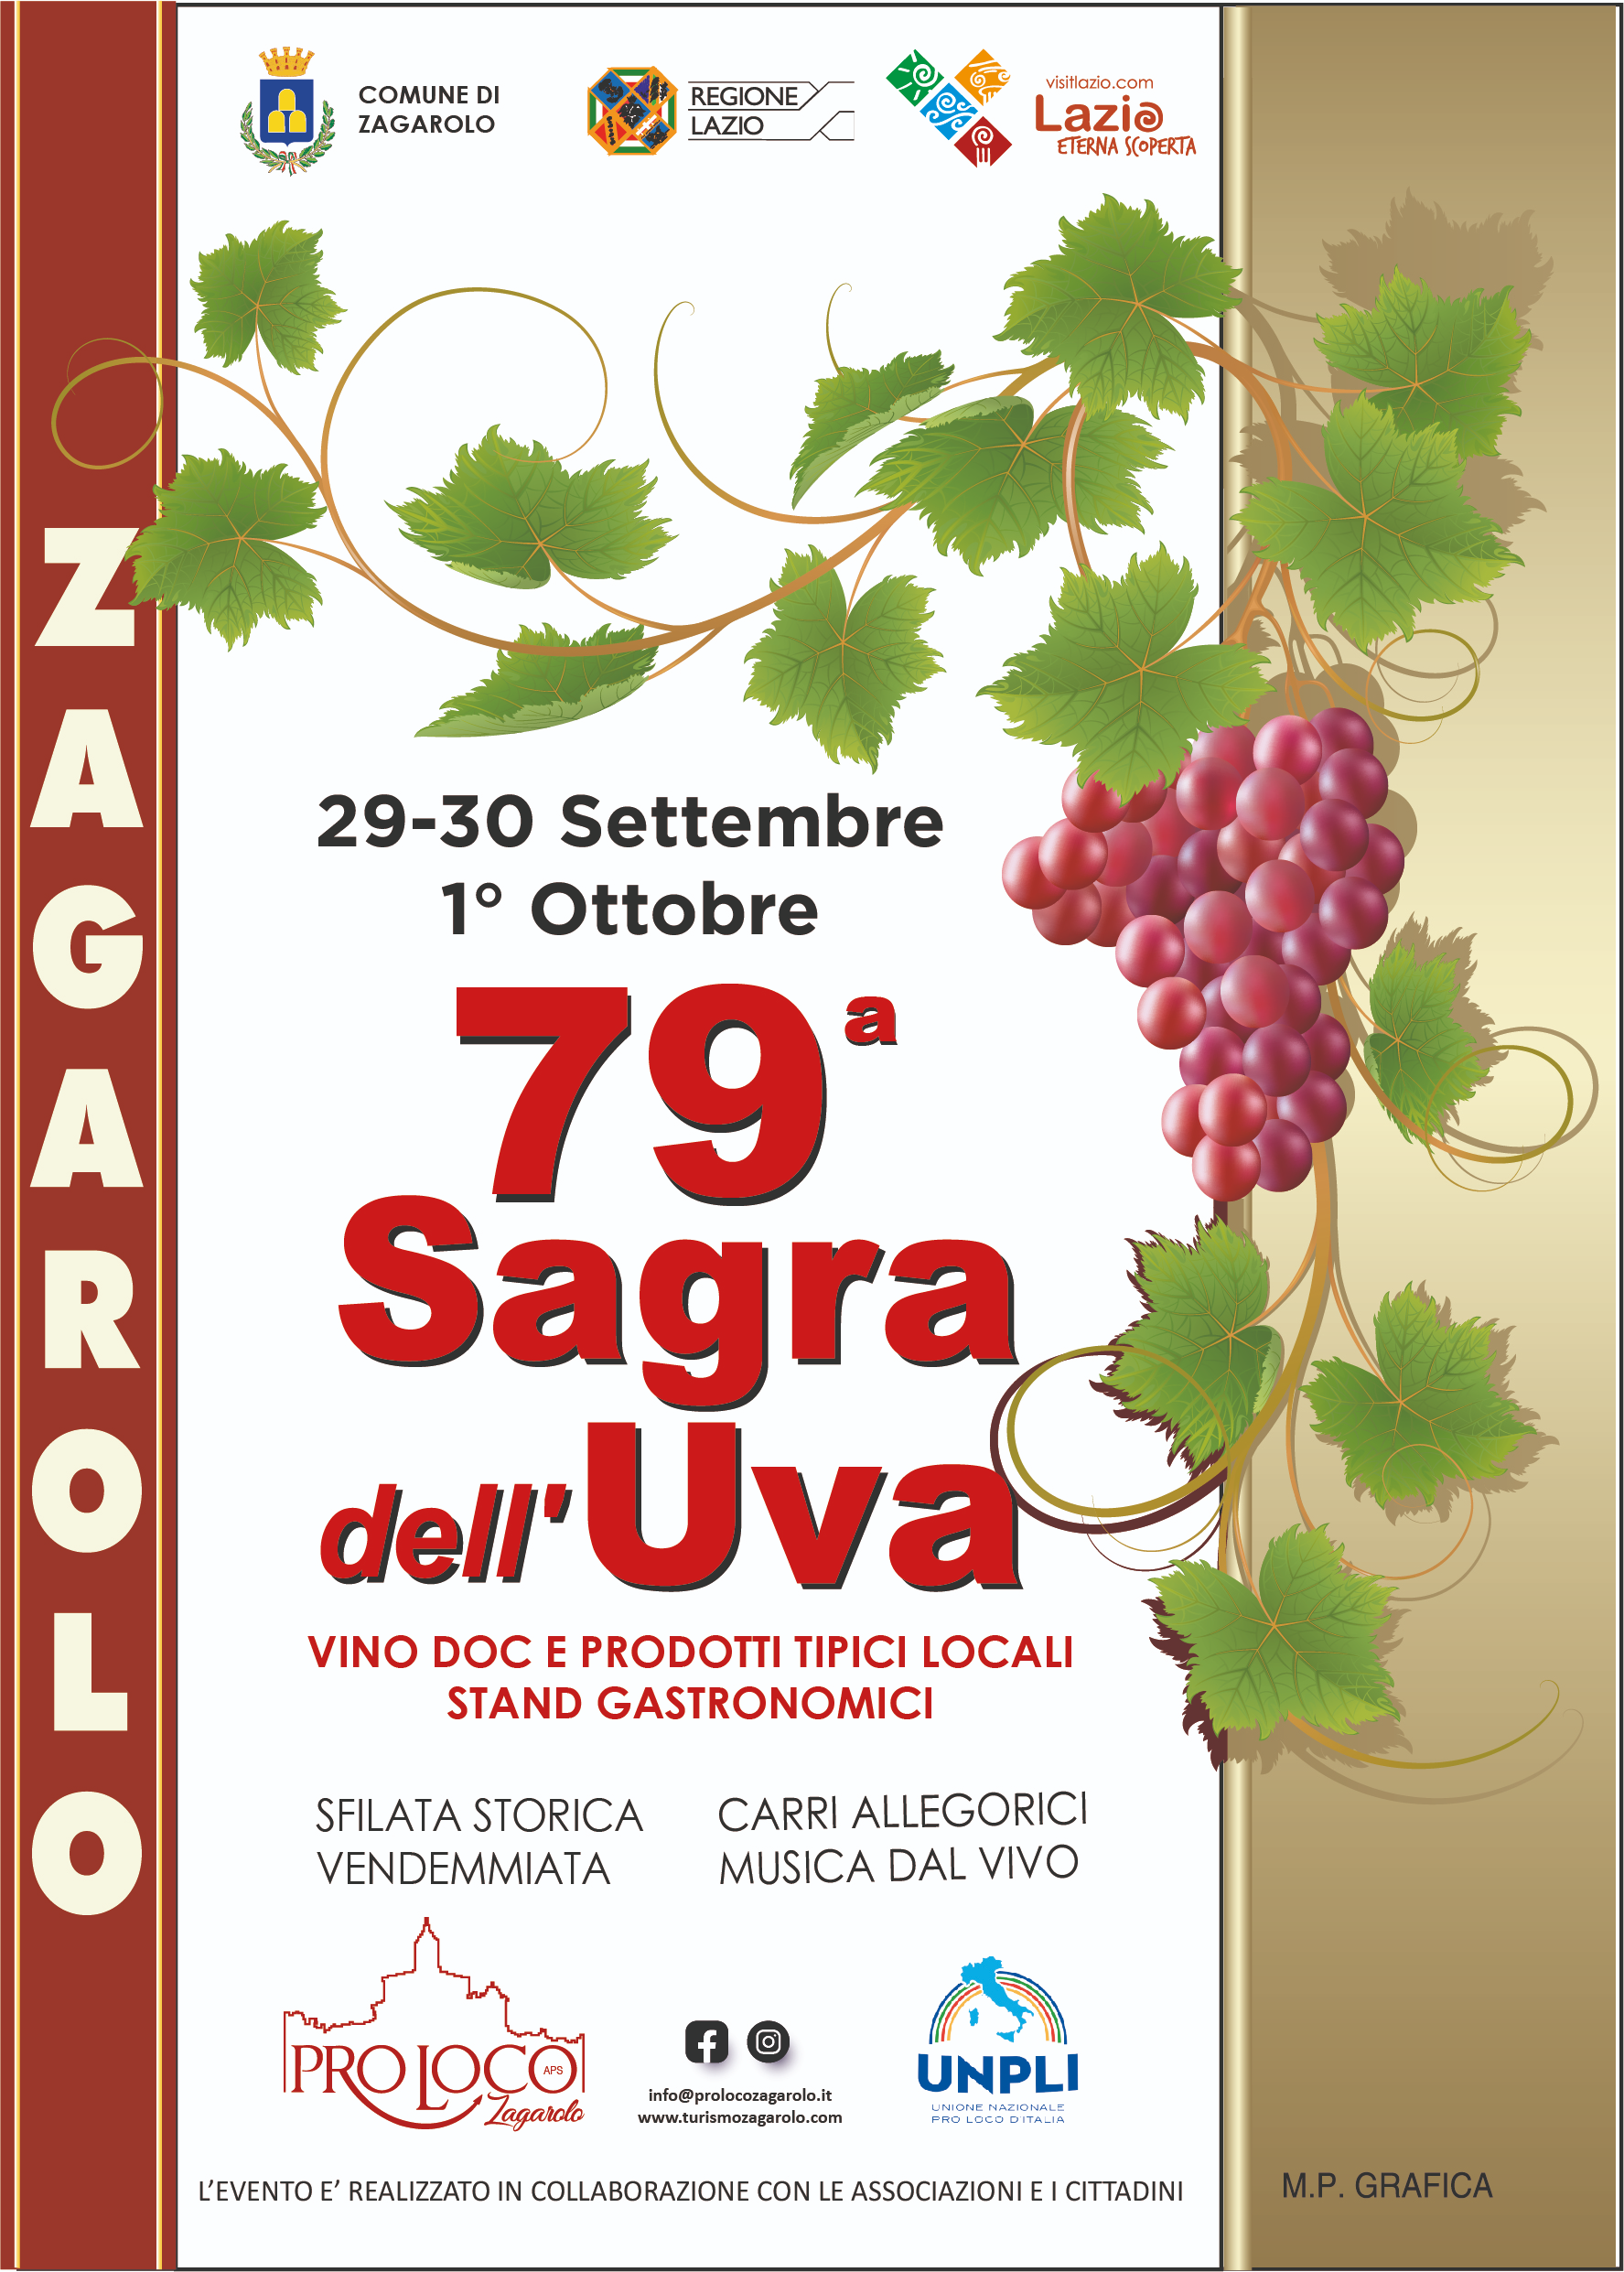 COMUNE DI
ZAGAROLO
REGIONE
LAZIO
visitlazio.com
Lazio
ETERNA SCOPERTA
ZAGAROLO
29-30 Settembre
1° Ottobre
79ª
Sagra
dell'Uva
VINO DOC E PRODOTTI TIPICI LOCALI
STAND GASTRONOMICI
SFILATA STORICA
VENDEMMIATA
CARRI ALLEGORICI
MUSICA DAL VIVO
PRO LOCO APS
Zagarolo
info@prolocozagarolo.it
www.turismozagarolo.com
UNPLI
UNIONE NAZIONALE
PRO LOCO D'ITALIA
L'EVENTO E' REALIZZATO IN COLLABORAZIONE CON LE ASSOCIAZIONI E I CITTADINI
M.P. GRAFICA